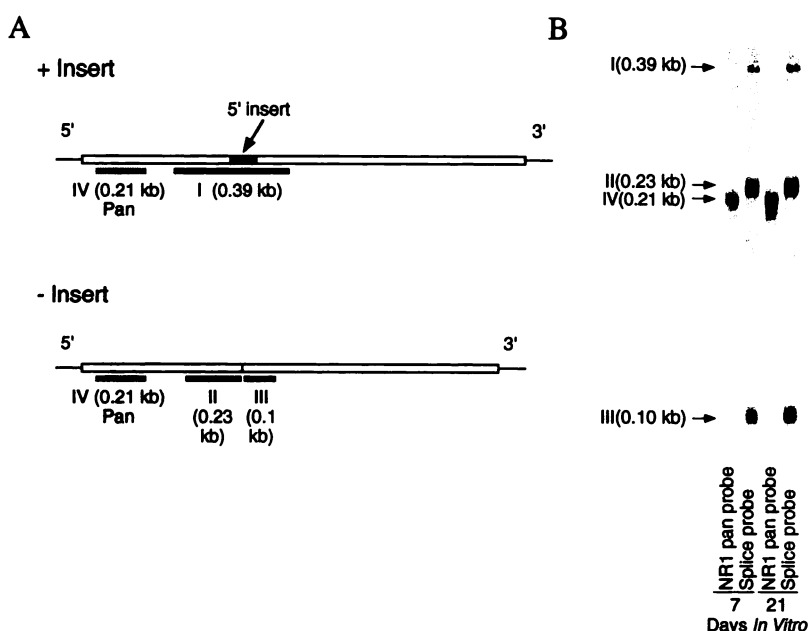 A
+ Insert
5' insert
5'
3'
IV (0.21 kb)
Pan
I (0.39 kb)
- Insert
5'
3'
IV (0.21 kb)
Pan
II
(0.23
kb)
III
(0.1
kb)
B
I(0.39 kb)
II(0.23 kb)
IV(0.21 kb)
III(0.10 kb)
NR1 pan probe
Splice probe
NR1 pan probe
Splice probe
7
21
Days In Vitro